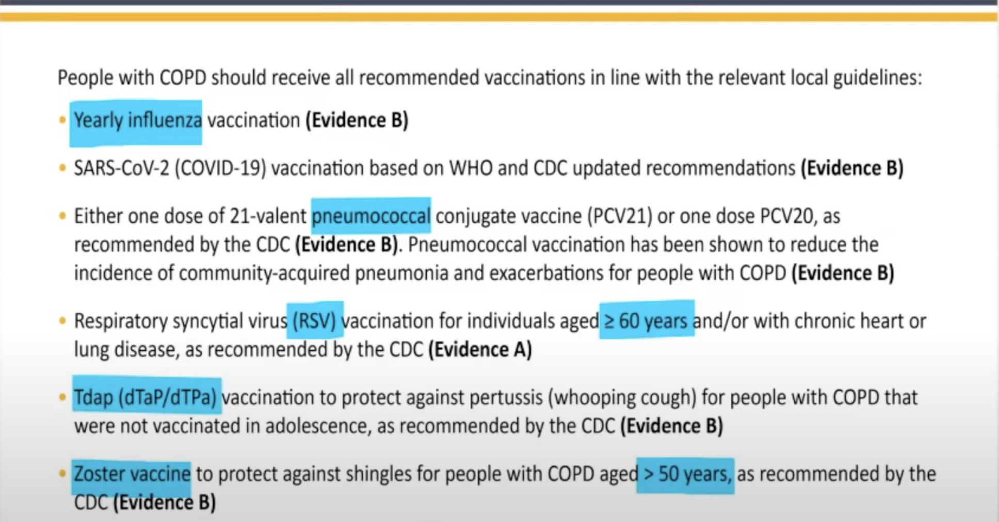 People with COPD should receive all recommended vaccinations in line with the relevant local guidelines:
• Yearly influenza vaccination (Evidence B)
• SARS-CoV-2 (COVID-19) vaccination based on WHO and CDC updated recommendations (Evidence B)
• Either one dose of 21-valent pneumococcal conjugate vaccine (PCV21) or one dose PCV20, as
recommended by the CDC (Evidence B). Pneumococcal vaccination has been shown to reduce the
incidence of community-acquired pneumonia and exacerbations for people with COPD (Evidence B)
• Respiratory syncytial virus (RSV) vaccination for individuals aged ≥ 60 years and/or with chronic heart or
lung disease, as recommended by the CDC (Evidence A)
• Tdap (dTaP/dTPa) vaccination to protect against pertussis (whooping cough) for people with COPD that
were not vaccinated in adolescence, as recommended by the CDC (Evidence B)
• Zoster vaccine to protect against shingles for people with COPD aged > 50 years, as recommended by the
CDC (Evidence B)